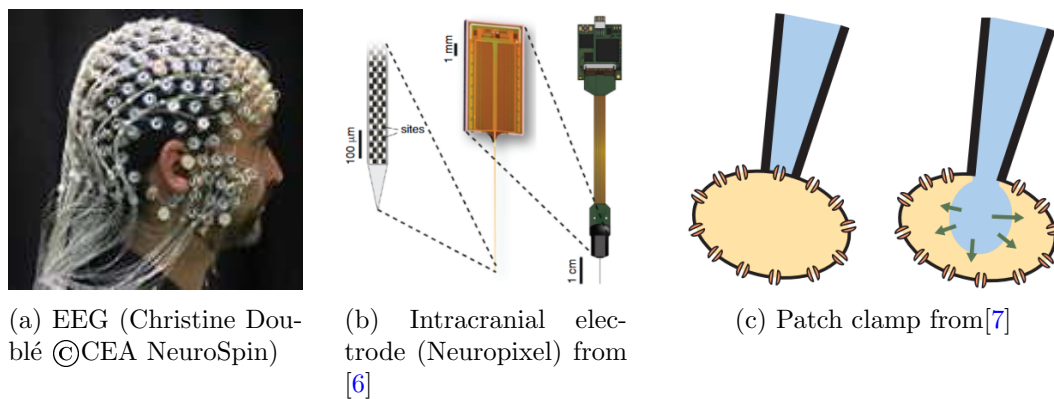 1 mm
sites
100 µm
1 cm
(a) EEG (Christine Dou-
blé ©CEA NeuroSpin)
(b) Intracranial elec-
trode (Neuropixel) from
[6]
(c) Patch clamp from[7]